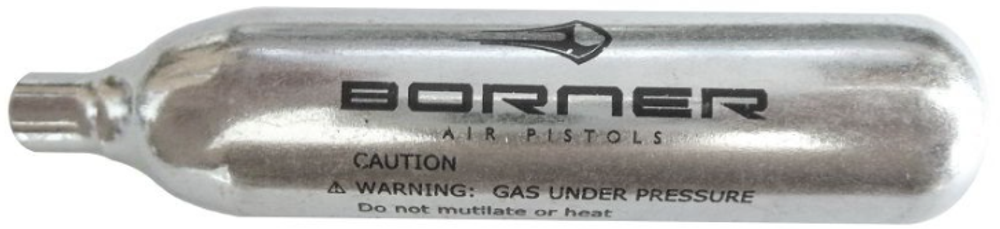 BORNER
AIR PISTOLS
CAUTION
⚠ WARNING: GAS UNDER PRESSURE
Do not mutilate or heat